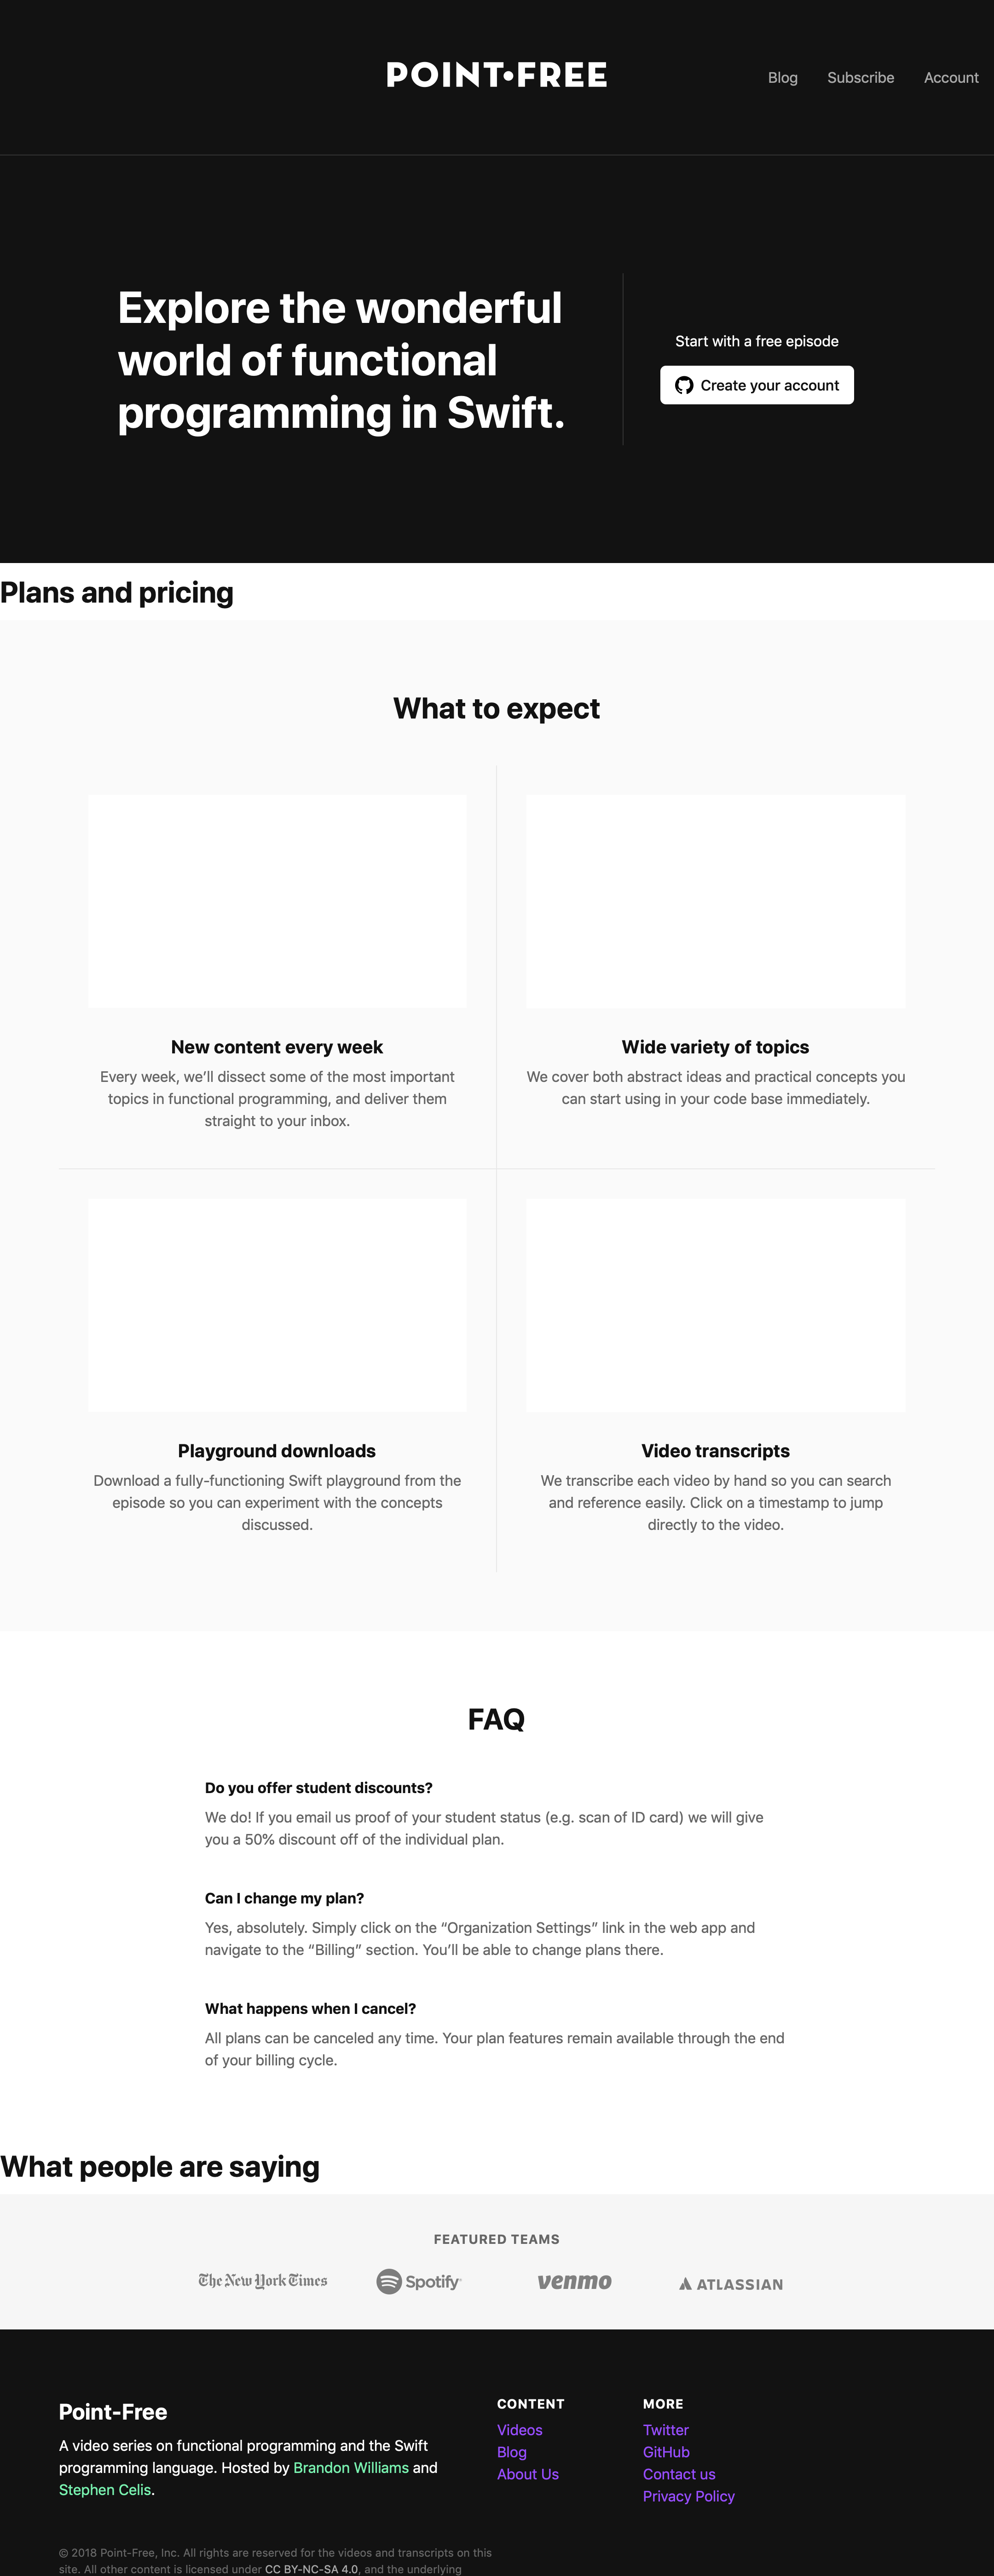 POINT•FREE
Blog
Subscribe
Account
Explore the wonderful
world of functional
programming in Swift.
Start with a free episode
Create your account
Plans and pricing
What to expect
New content every week
Every week, we’ll dissect some of the most important
topics in functional programming, and deliver them
straight to your inbox.
Wide variety of topics
We cover both abstract ideas and practical concepts you
can start using in your code base immediately.
Playground downloads
Download a fully-functioning Swift playground from the
episode so you can experiment with the concepts
discussed.
Video transcripts
We transcribe each video by hand so you can search
and reference easily. Click on a timestamp to jump
directly to the video.
FAQ
Do you offer student discounts?
We do! If you email us proof of your student status (e.g. scan of ID card) we will give
you a 50% discount off of the individual plan.
Can I change my plan?
Yes, absolutely. Simply click on the “Organization Settings” link in the web app and
navigate to the “Billing” section. You’ll be able to change plans there.
What happens when I cancel?
All plans can be canceled any time. Your plan features remain available through the end
of your billing cycle.
What people are saying
FEATURED TEAMS
The New York Times
Spotify
venmo
ATLASSIAN
Point-Free
A video series on functional programming and the Swift
programming language. Hosted by Brandon Williams and
Stephen Celis.
CONTENT
Videos
Blog
About Us
MORE
Twitter
GitHub
Contact us
Privacy Policy
© 2018 Point-Free, Inc. All rights are reserved for the videos and transcripts on this
site. All other content is licensed under CC BY-NC-SA 4.0, and the underlying